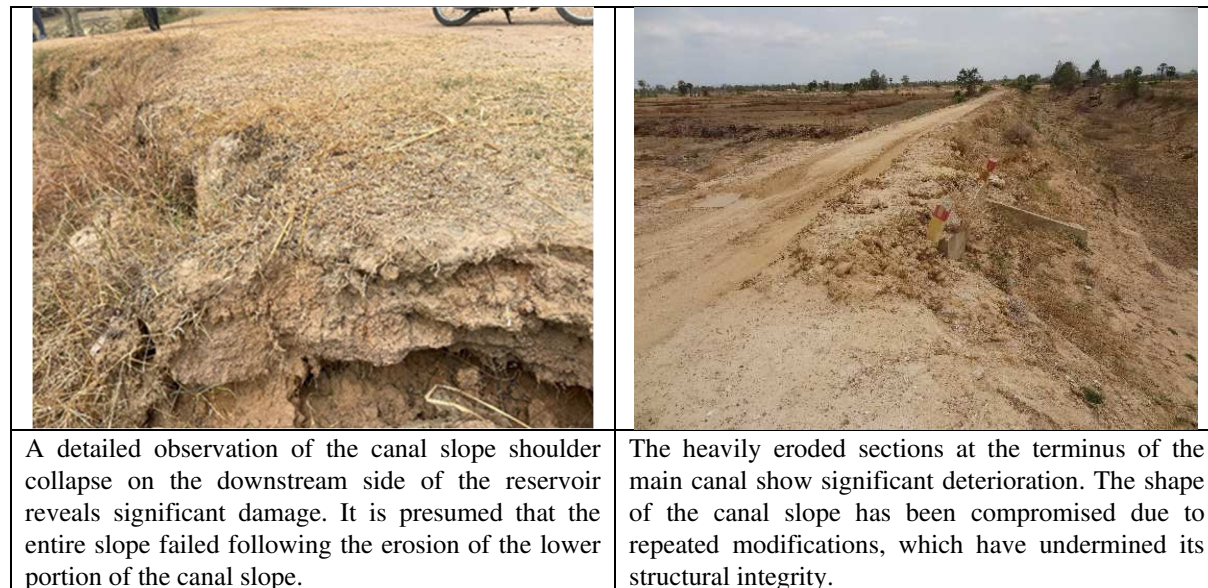 A detailed observation of the canal slope shoulder
collapse on the downstream side of the reservoir
reveals significant damage. It is presumed that the
entire slope failed following the erosion of the lower
portion of the canal slope.
The heavily eroded sections at the terminus of the
main canal show significant deterioration. The shape
of the canal slope has been compromised due to
repeated modifications, which have undermined its
structural integrity.